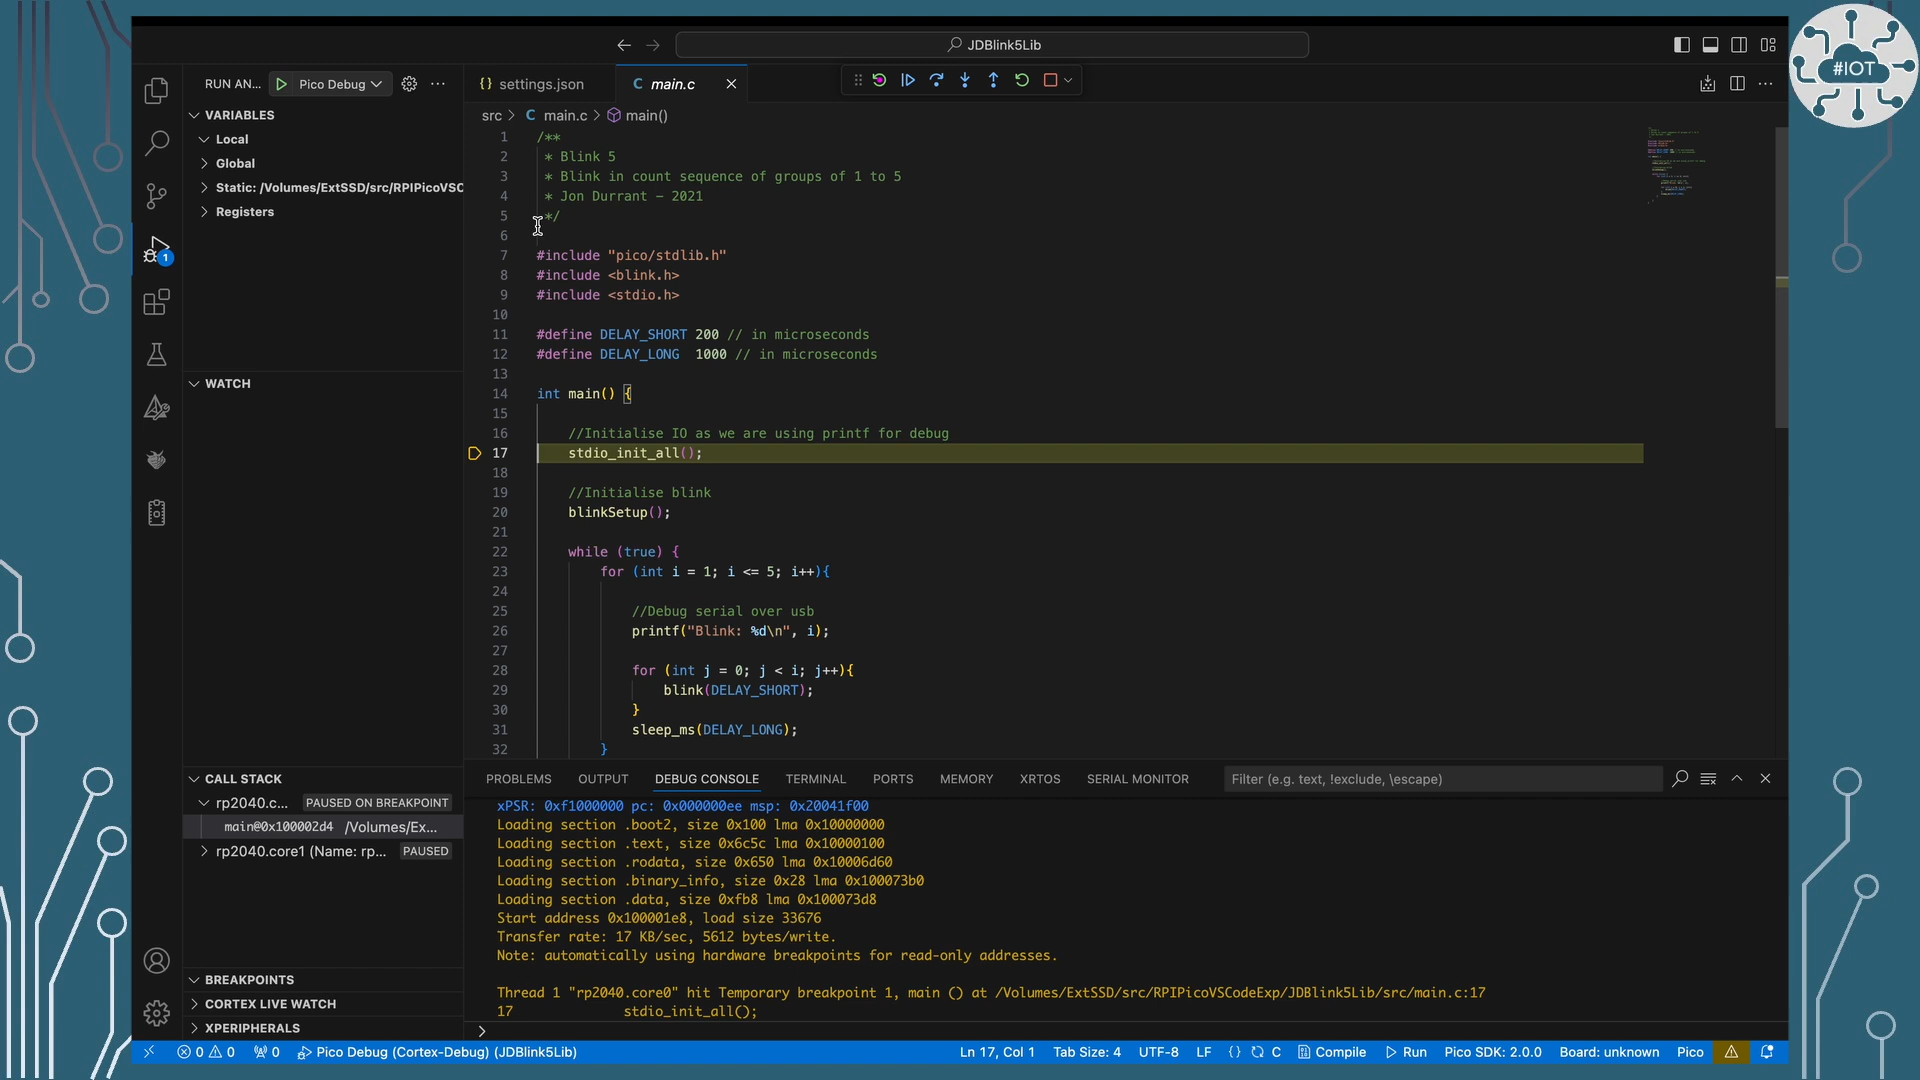 JDBlink5Lib
#IOT
RUN AN... Pico Debug
settings.json
main.c
VARIABLES
Local
Global
Static: /Volumes/ExtSSD/src/RPIPicoVSC
Registers
WATCH
CALL STACK
rp2040.c... PAUSED ON BREAKPOINT
main@0x100002d4 /Volumes/Ex...
rp2040.core1 (Name: rp... PAUSED
BREAKPOINTS
CORTEX LIVE WATCH
XPERIPHERALS
1
src > C main.c > main()
1 /**
2 * Blink 5
3 * Blink in count sequence of groups of 1 to 5
4 * Jon Durrant - 2021
5 */
6
7 #include "pico/stdlib.h"
8 #include <blink.h>
9 #include <stdio.h>
10
11 #define DELAY_SHORT 200 // in microseconds
12 #define DELAY_LONG  1000 // in microseconds
13
14 int main() {
15
16 //Initialise IO as we are using printf for debug
17 stdio_init_all();
18
19 //Initialise blink
20 blinkSetup();
21
22 while (true) {
23 for (int i = 1; i <= 5; i++){
24
25 //Debug serial over usb
26 printf("Blink: %d\n", i);
27
28 for (int j = 0; j < i; j++){
29 blink(DELAY_SHORT);
30 }
31 sleep_ms(DELAY_LONG);
32 }
PROBLEMS OUTPUT DEBUG CONSOLE TERMINAL PORTS MEMORY XRTOS SERIAL MONITOR Filter (e.g. text, !exclude, \escape)
xPSR: 0xf1000000 pc: 0x000000ee msp: 0x20041f00
Loading section .boot2, size 0x100 lma 0x10000000
Loading section .text, size 0x6c5c lma 0x10000100
Loading section .rodata, size 0x650 lma 0x10006d60
Loading section .binary_info, size 0x28 lma 0x100073b0
Loading section .data, size 0xfb8 lma 0x100073d8
Start address 0x100001e8, load size 33676
Transfer rate: 17 KB/sec, 5612 bytes/write.
Note: automatically using hardware breakpoints for read-only addresses.
Thread 1 "rp2040.core0" hit Temporary breakpoint 1, main () at /Volumes/ExtSSD/src/RPIPicoVSCodeExp/JDBlink5Lib/src/main.c:17
17 stdio_init_all();
>
0 0 0 Pico Debug (Cortex-Debug) (JDBlink5Lib) Ln 17, Col 1 Tab Size: 4 UTF-8 LF {} C Compile Run Pico SDK: 2.0.0 Board: unknown Pico